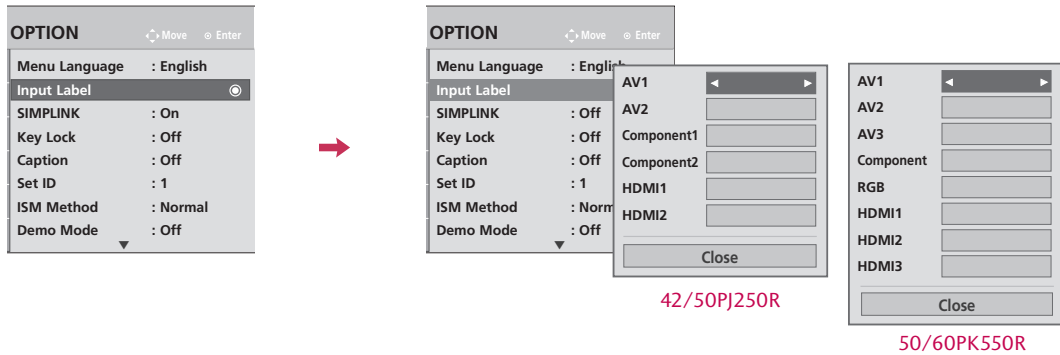 OPTION Move Enter
Menu Language : English
Input Label
SIMPLINK : On
Key Lock : Off
Caption : Off
Set ID : 1
ISM Method : Normal
Demo Mode : Off
OPTION Move Enter
Menu Language : English
Input Label
SIMPLINK : Off
Key Lock : Off
Caption : Off
Set ID : 1
ISM Method : Norm
Demo Mode : Off
AV1
AV2
Component1
Component2
HDMI1
HDMI2
Close
42/50PJ250R
AV1
AV2
AV3
Component
RGB
HDMI1
HDMI2
HDMI3
Close
50/60PK550R